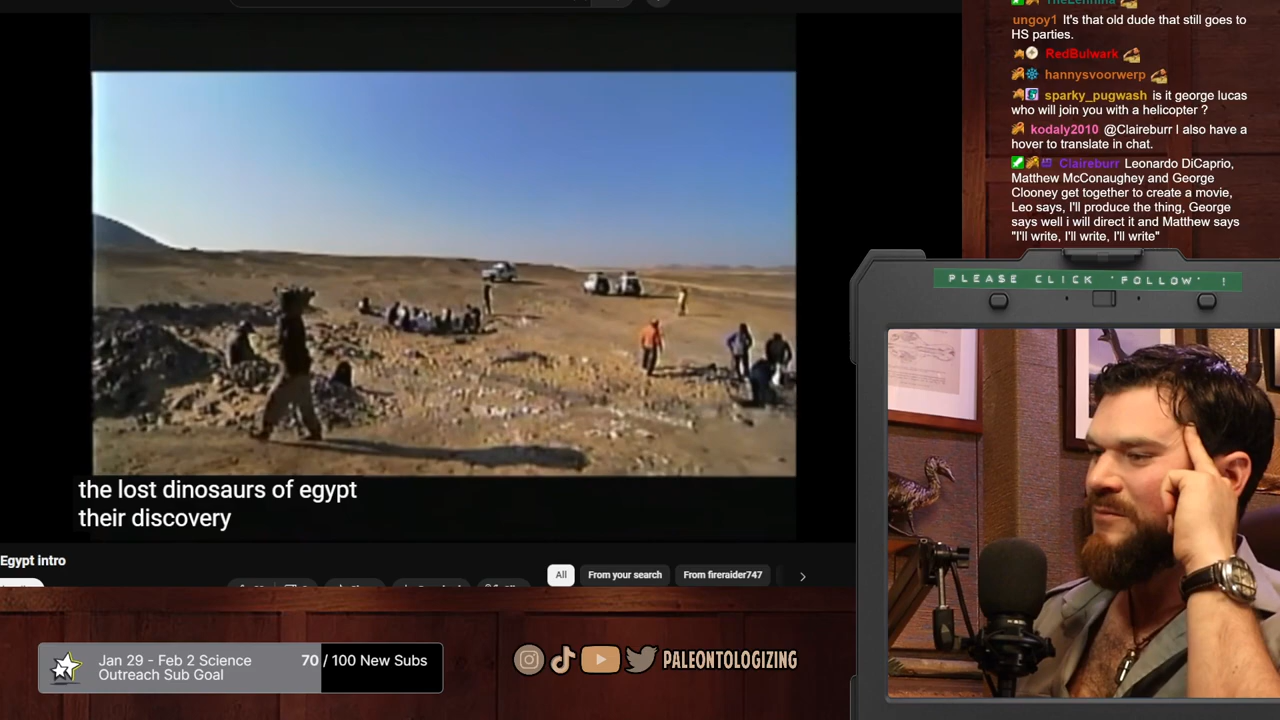 ungoy1 It's that old dude that still goes to
HS parties.
RedBulwark
hannysvoorwerp
sparky_pugwash is it george lucas
who will join you with a helicopter ?
kodaly2010 @Claireburr I also have a
hover to translate in chat.
Claireburr Leonardo DiCaprio,
Matthew McConaughey and George
Clooney get together to create a movie,
Leo says, I'll produce the thing, George
says well i will direct it and Matthew says
"I'll write, I'll write, I'll write"
PLEASE CLICK 'FOLLOW' !
the lost dinosaurs of egypt
their discovery
Egypt intro
All
From your search
From fireraider747
Jan 29 - Feb 2 Science
Outreach Sub Goal
70 / 100 New Subs
PALEONTOLOGIZING